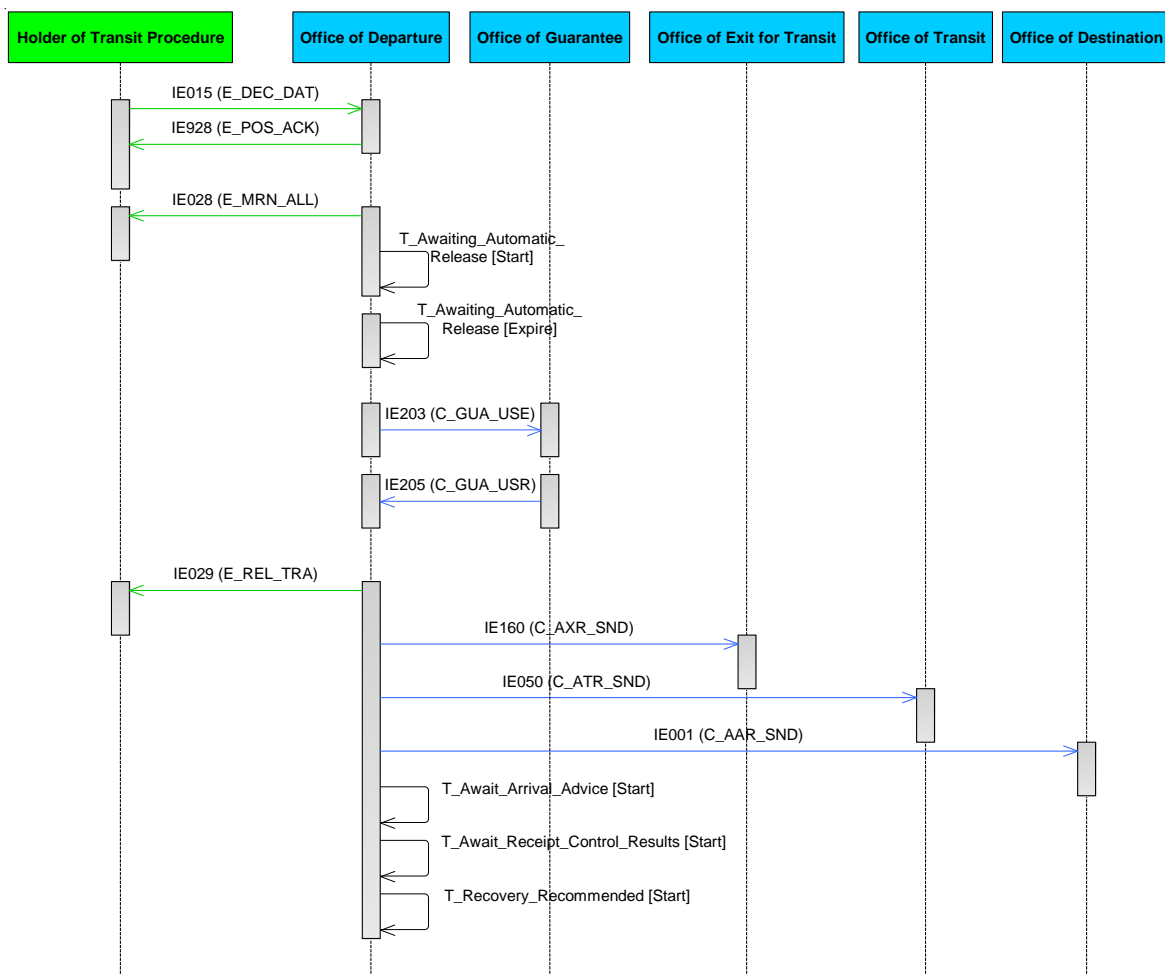 Holder of Transit Procedure
Office of Departure
Office of Guarantee
Office of Exit for Transit
Office of Transit
Office of Destination
IE015 (E_DEC_DAT)
IE928 (E_POS_ACK)
IE028 (E_MRN_ALL)
T_Awaiting_Automatic_
Release [Start]
T_Awaiting_Automatic_
Release [Expire]
IE203 (C_GUA_USE)
IE205 (C_GUA_USR)
IE029 (E_REL_TRA)
IE160 (C_AXR_SND)
IE050 (C_ATR_SND)
IE001 (C_AAR_SND)
T_Await_Arrival_Advice [Start]
T_Await_Receipt_Control_Results [Start]
T_Recovery_Recommended [Start]